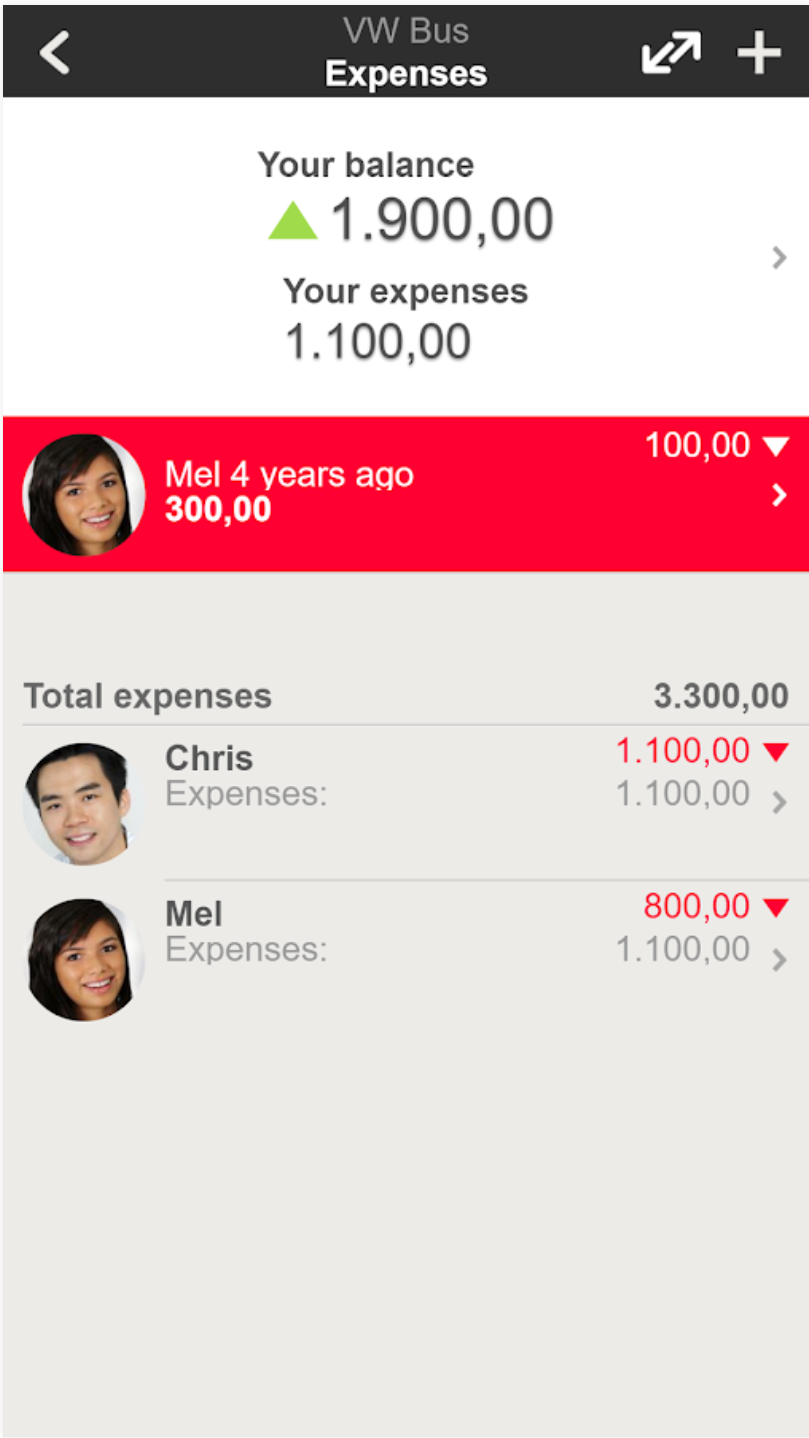 VW Bus
Expenses
Your balance
1.900,00
Your expenses
1.100,00
100,00
Mel 4 years ago
300,00
Total expenses 3.300,00
Chris 1.100,00
Expenses: 1.100,00
Mel 800,00
Expenses: 1.100,00